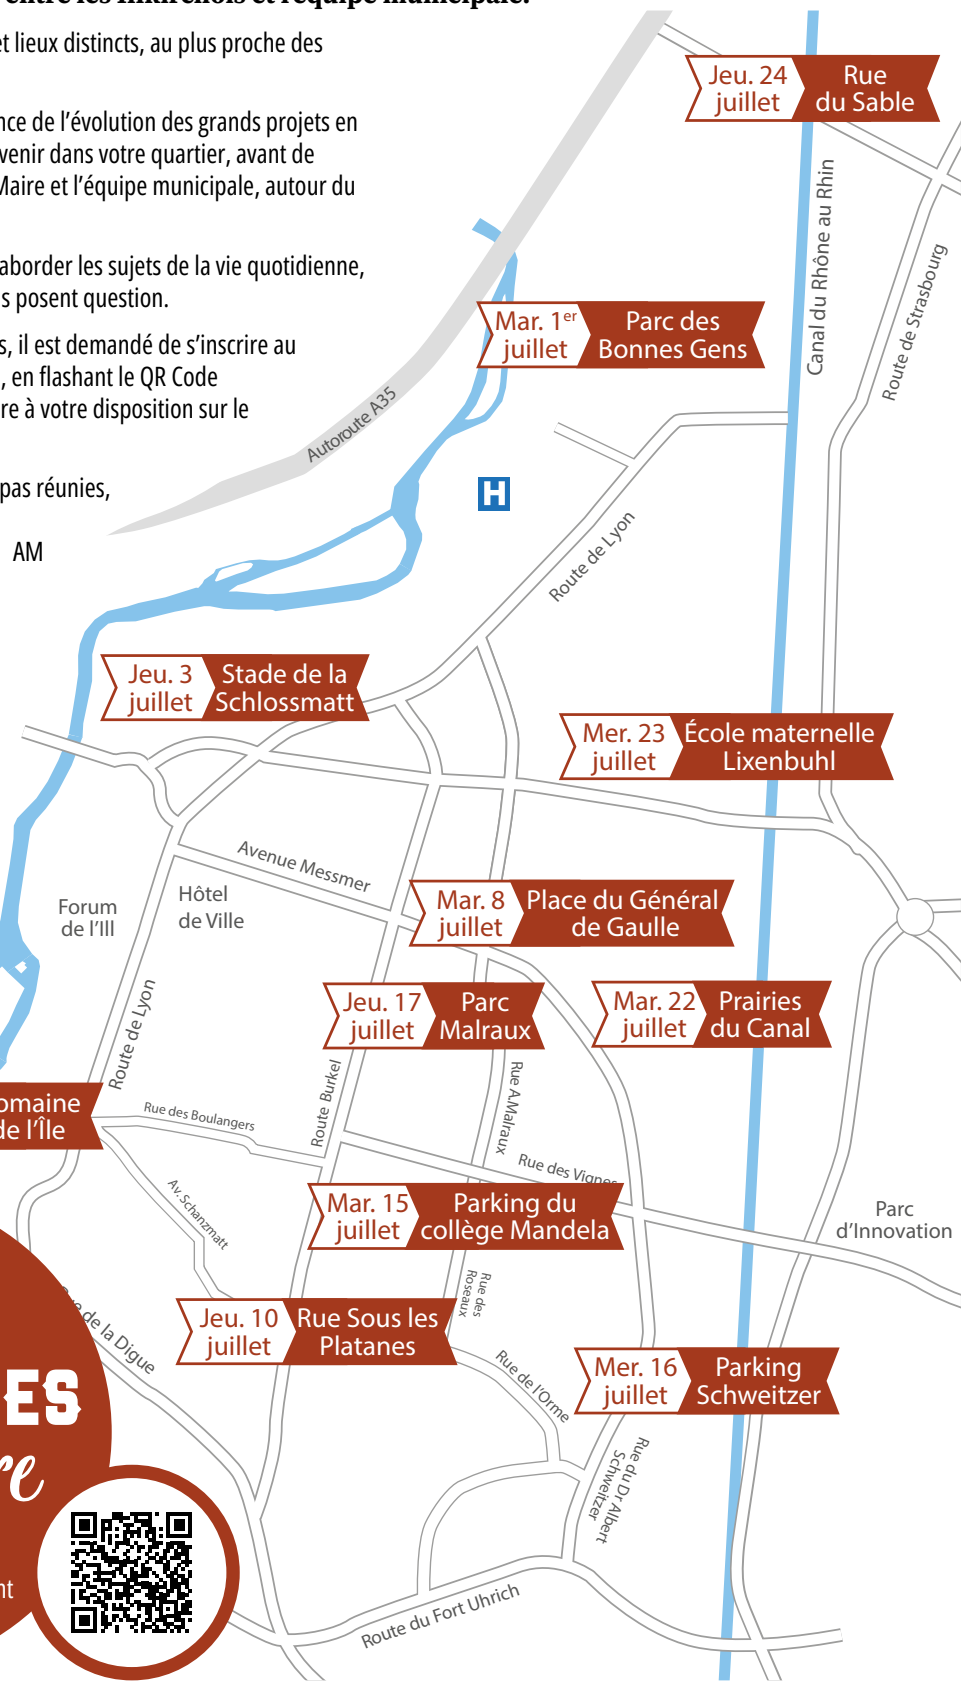 entre les Illkirchois et l'équipe municipale.
et lieux distincts, au plus proche des
nce de l'évolution des grands projets en
venir dans votre quartier, avant de
Maire et l'équipe municipale, autour du
aborder les sujets de la vie quotidienne,
s posent question.
s, il est demandé de s'inscrire au
, en flashant le QR Code
re à votre disposition sur le
pas réunies,
AM
Jeu. 24
juillet
Rue
du Sable
Canal du Rhône au Rhin
Route de Strasbourg
Mar. 1er
juillet
Parc des
Bonnes Gens
Autoroute A35
H
Route de Lyon
Jeu. 3
juillet
Stade de la
Schlossmatt
Mer. 23
juillet
École maternelle
Lixenbuhl
Avenue Messmer
Forum
de l'Ill
Hôtel
de Ville
Mar. 8
juillet
Place du Général
de Gaulle
Route de Lyon
Jeu. 17
juillet
Parc
Malraux
Mar. 22
juillet
Prairies
du Canal
omaine
de l'Île
Rue des Boulangers
Route Burkel
Rue A.Malraux
Rue des Vignes
Av. Schanzmatt
Mar. 15
juillet
Parking du
collège Mandela
Parc
d'Innovation
Rue des
Roseaux
de la Digue
Jeu. 10
juillet
Rue Sous les
Platanes
Rue de l'Orme
Mer. 16
juillet
Parking
Schweitzer
ES
re
Rue du Dr Albert
Schweitzer
nt
Route du Fort Uhrich